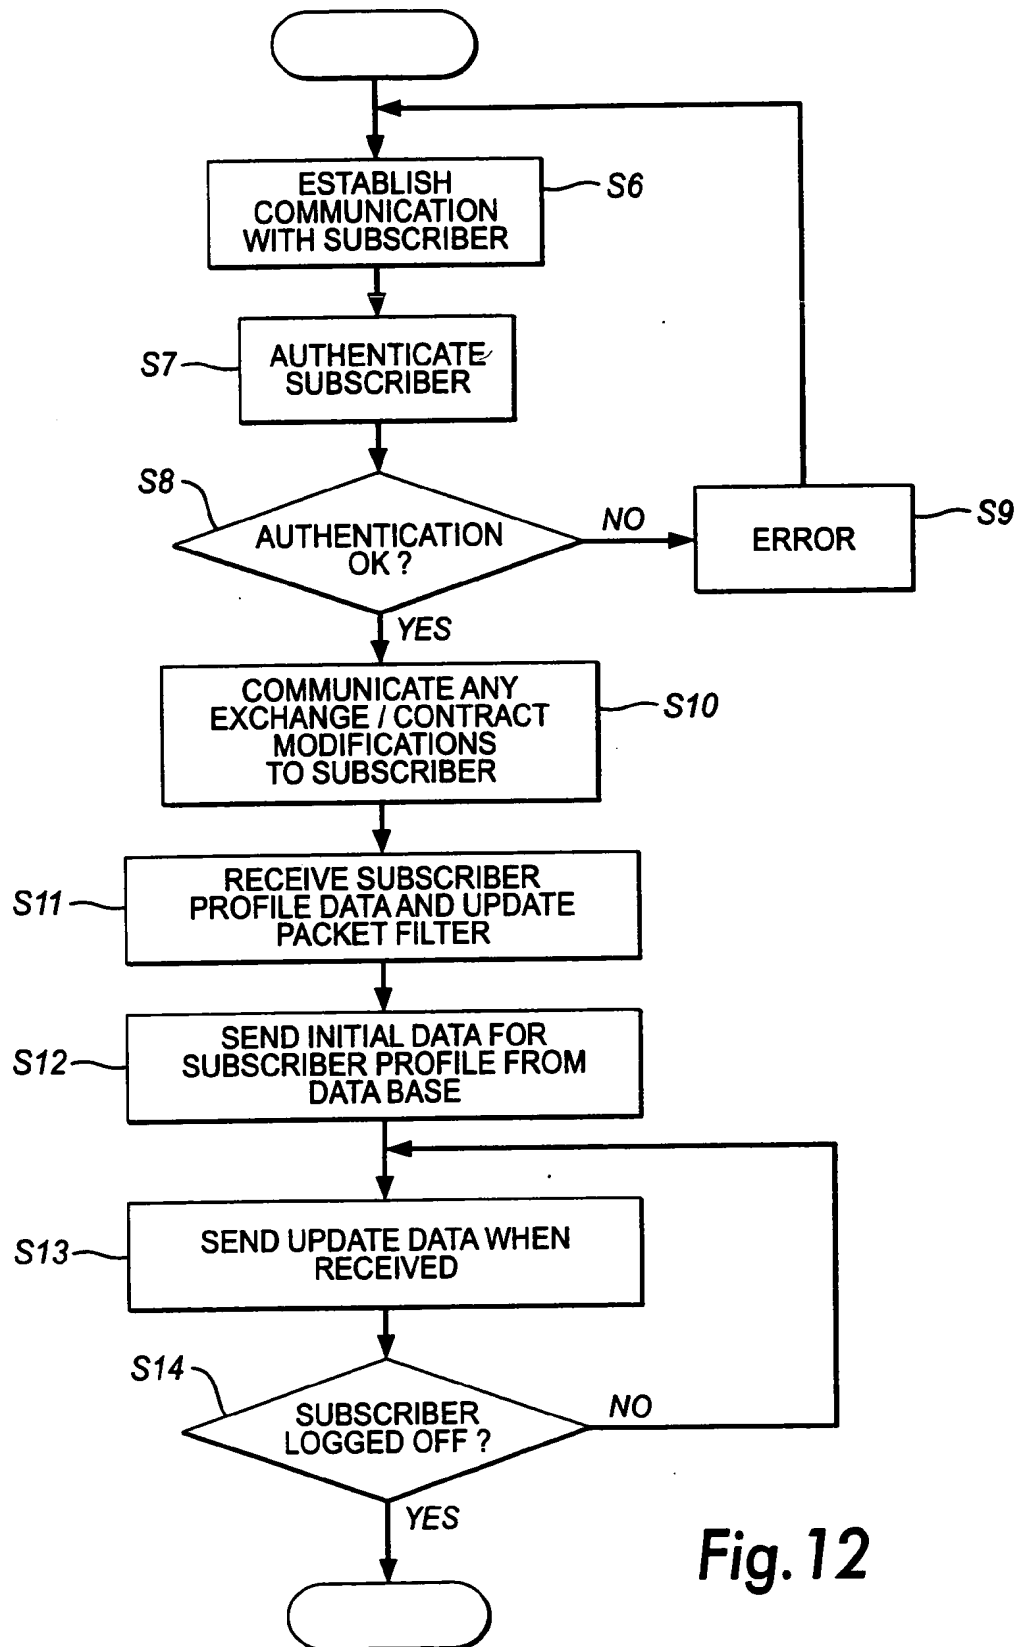 ESTABLISH
COMMUNICATION
WITH SUBSCRIBER
S6
AUTHENTICATE
SUBSCRIBER
S7
S8
AUTHENTICATION
OK ?
NO
ERROR
S9
YES
COMMUNICATE ANY
EXCHANGE / CONTRACT
MODIFICATIONS
TO SUBSCRIBER
S10
S11
RECEIVE SUBSCRIBER
PROFILE DATA AND UPDATE
PACKET FILTER
S12
SEND INITIAL DATA FOR
SUBSCRIBER PROFILE FROM
DATA BASE
S13
SEND UPDATE DATA WHEN
RECEIVED
S14
SUBSCRIBER
LOGGED OFF ?
NO
YES
Fig. 12